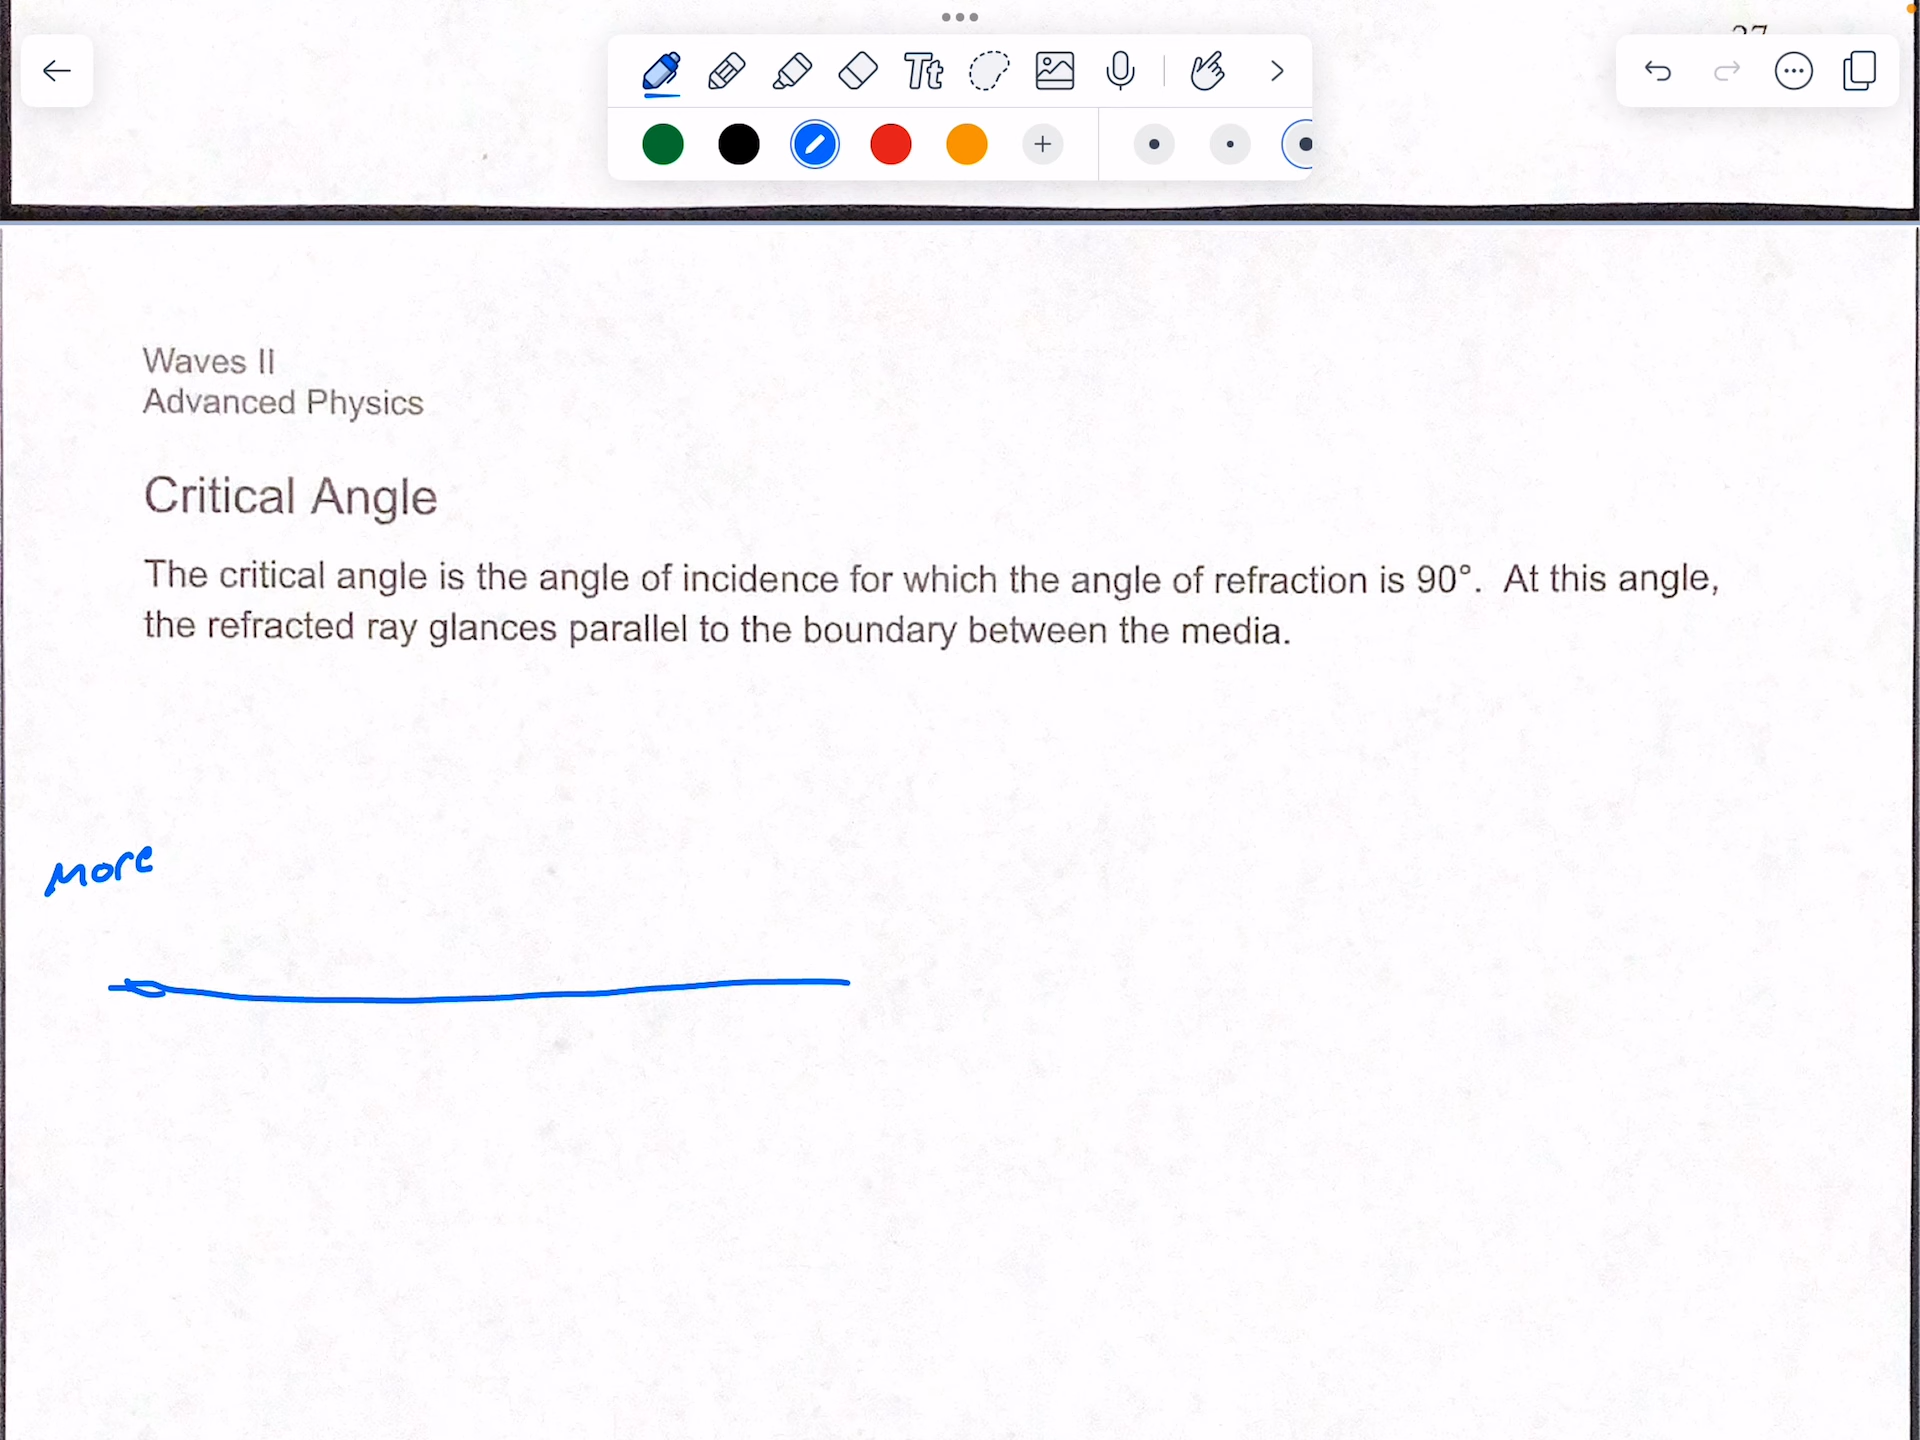 Tt
Waves II
Advanced Physics
Critical Angle
The critical angle is the angle of incidence for which the angle of refraction is 90°. At this angle,
the refracted ray glances parallel to the boundary between the media.
more